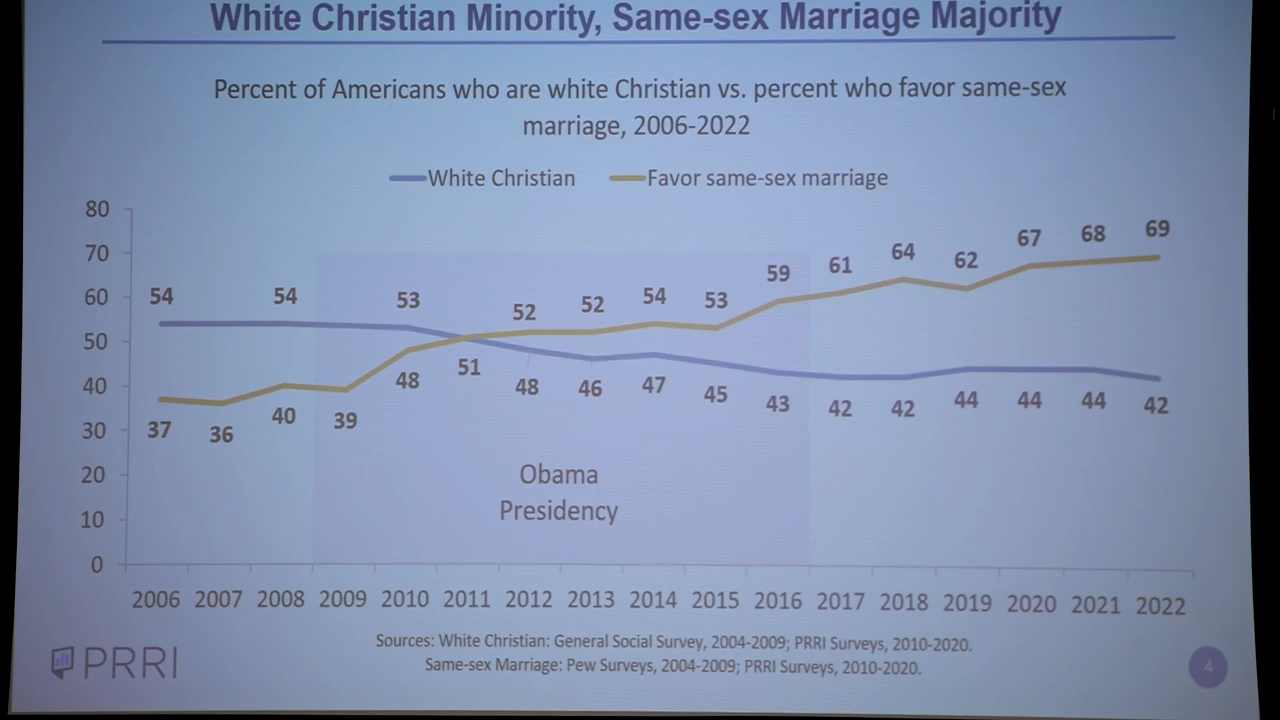 White Christian Minority, Same-sex Marriage Majority
Percent of Americans who are white Christian vs. percent who favor same-sex
marriage, 2006-2022
White Christian Favor same-sex marriage
80
70
60
50
40
30
20
10
0
54 54 53 52 52 54 53 59 61 64 62 67 68 69
37 36 40 39 48 51 48 46 47 45 43 42 42 44 44 44 42
Obama
Presidency
2006 2007 2008 2009 2010 2011 2012 2013 2014 2015 2016 2017 2018 2019 2020 2021 2022
Sources: White Christian: General Social Survey, 2004-2009; PRRI Surveys, 2010-2020.
Same-sex Marriage: Pew Surveys, 2004-2009; PRRI Surveys, 2010-2020.
PRRI
4